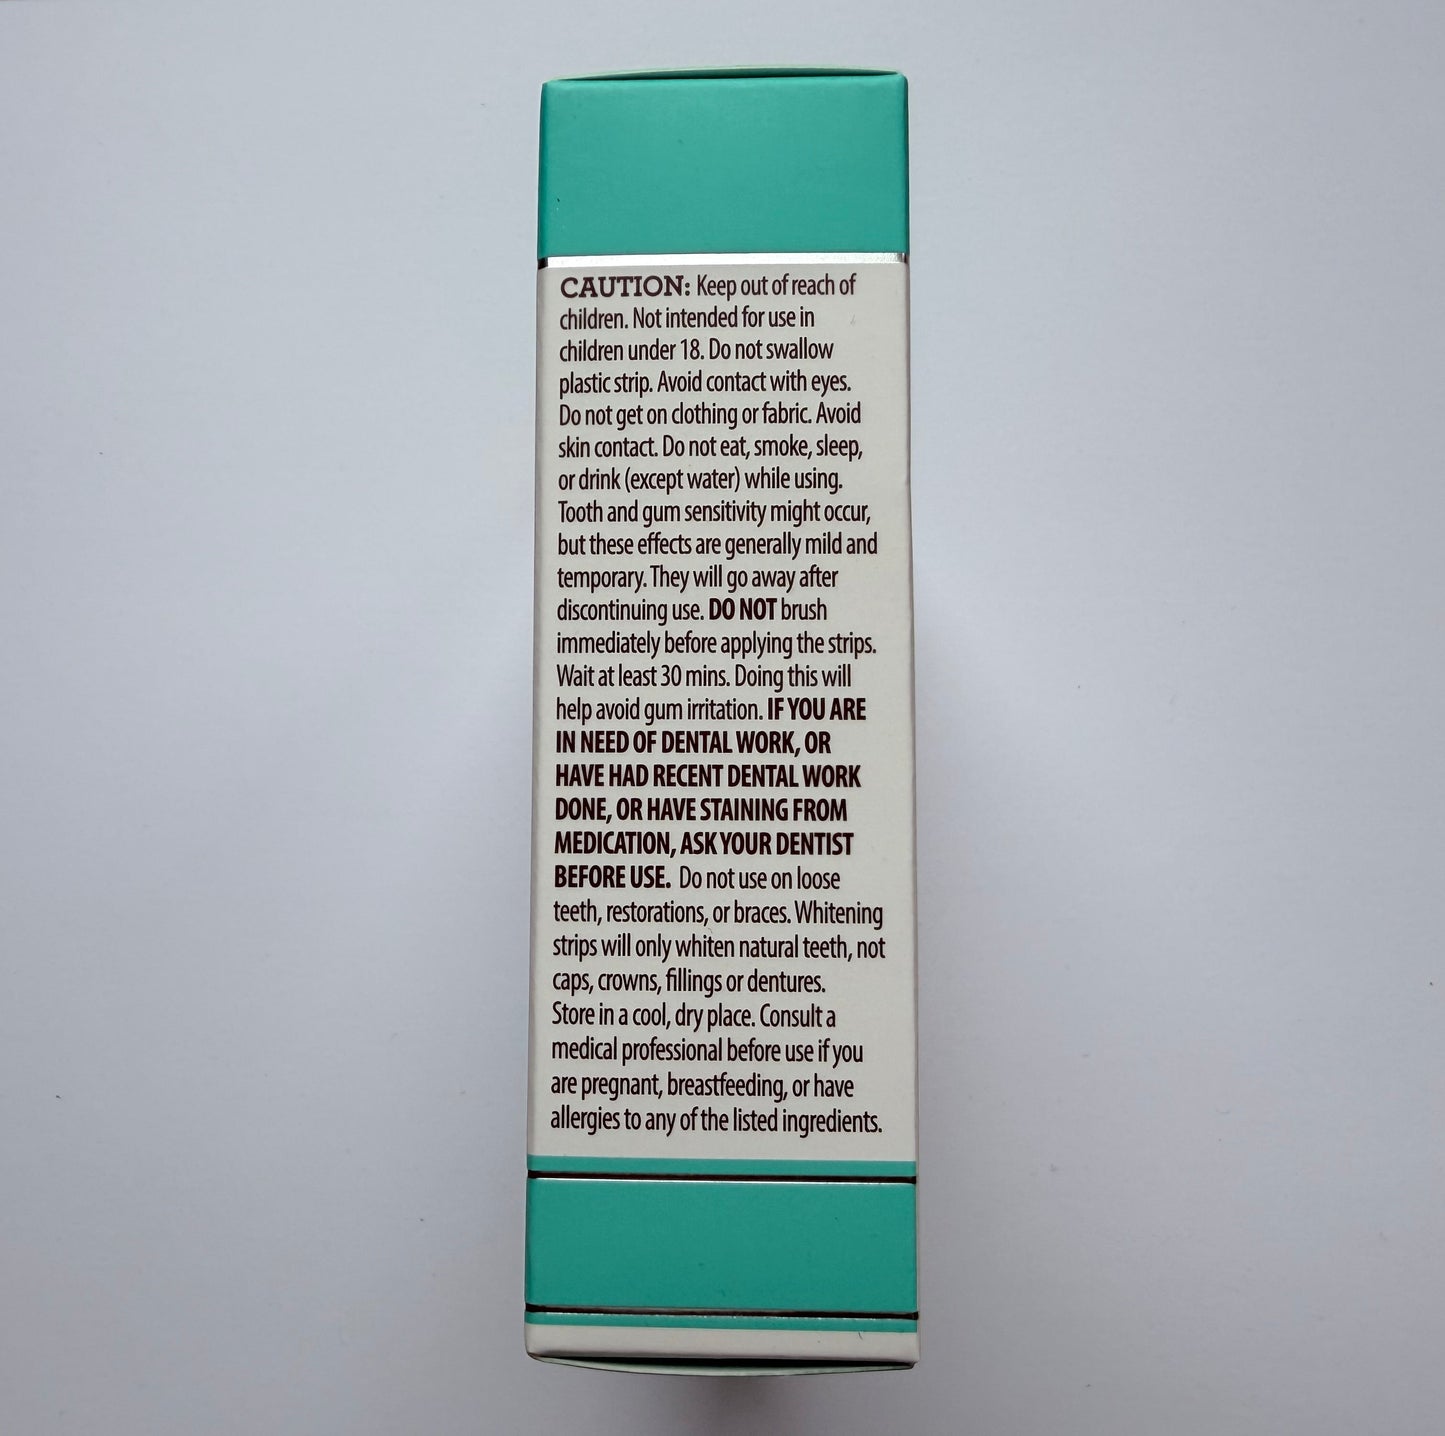 CAUTION: Keep out of reach of
children. Not intended for use in
children under 18. Do not swallow
plastic strip. Avoid contact with eyes.
Do not get on clothing or fabric. Avoid
skin contact. Do not eat, smoke, sleep,
or drink (except water) while using.
Tooth and gum sensitivity might occur,
but these effects are generally mild and
temporary. They will go away after
discontinuing use. DO NOT brush
immediately before applying the strips.
Wait at least 30 mins. Doing this will
help avoid gum irritation. IF YOU ARE
IN NEED OF DENTAL WORK, OR
HAVE HAD RECENT DENTAL WORK
DONE, OR HAVE STAINING FROM
MEDICATION, ASK YOUR DENTIST
BEFORE USE. Do not use on loose
teeth, restorations, or braces. Whitening
strips will only whiten natural teeth, not
caps, crowns, fillings or dentures.
Store in a cool, dry place. Consult a
medical professional before use if you
are pregnant, breastfeeding, or have
allergies to any of the listed ingredients.